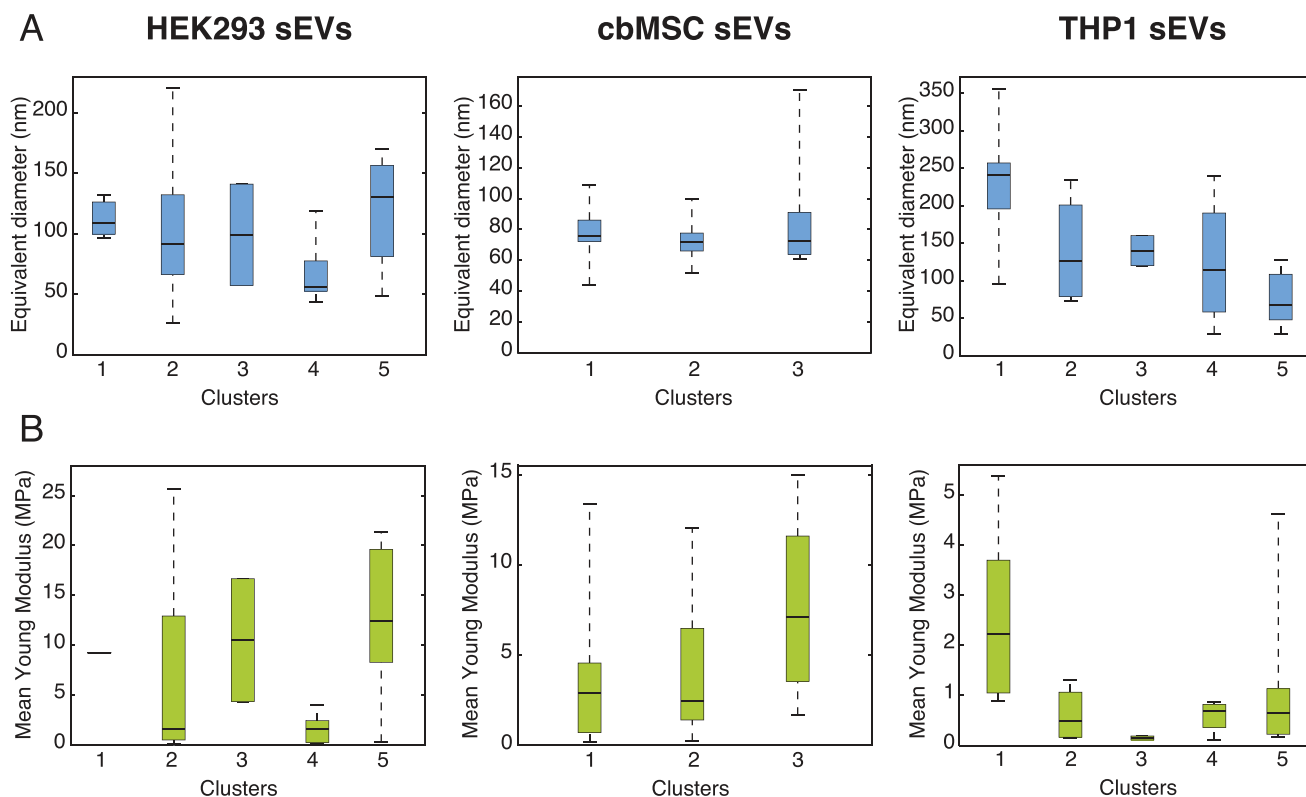 A
HEK293 sEVs
cbMSC sEVs
THP1 sEVs
Equivalent diameter (nm)
200
150
100
50
0
1 2 3 4 5
Clusters
Equivalent diameter (nm)
160
140
120
100
80
60
40
20
0
1 2 3
Clusters
Equivalent diameter (nm)
350
300
250
200
150
100
50
0
1 2 3 4 5
Clusters
B
Mean Young Modulus (MPa)
25
20
15
10
5
0
1 2 3 4 5
Clusters
Mean Young Modulus (MPa)
15
10
5
0
1 2 3
Clusters
Mean Young Modulus (MPa)
5
4
3
2
1
0
1 2 3 4 5
Clusters